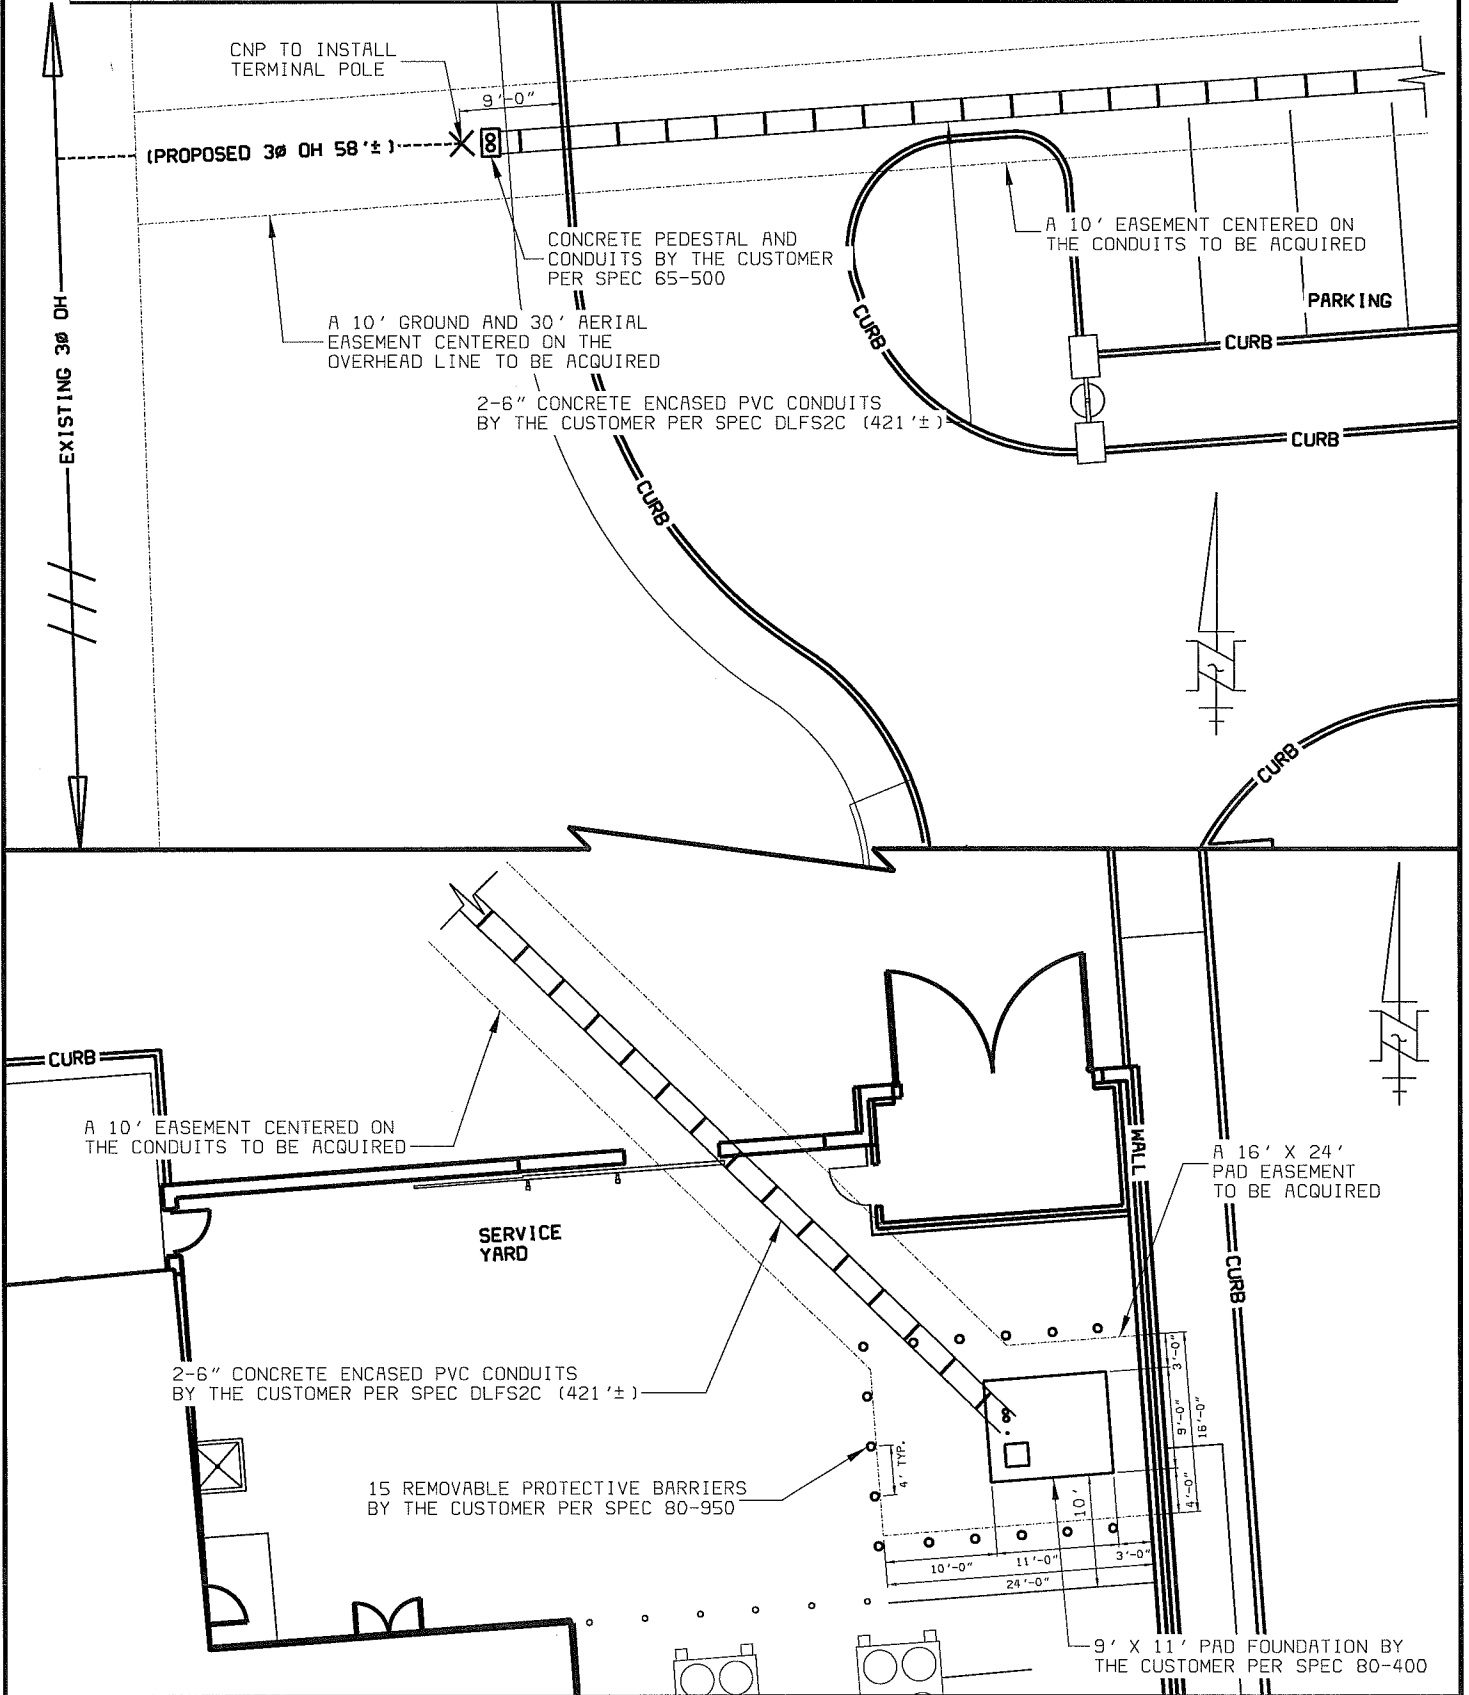 CNP TO INSTALL
TERMINAL POLE
9'-0"
(PROPOSED 3Ø OH 58'±)
CONCRETE PEDESTAL AND
CONDUITS BY THE CUSTOMER
PER SPEC 65-500
A 10' EASEMENT CENTERED ON
THE CONDUITS TO BE ACQUIRED
PARKING
CURB
CURB
A 10' GROUND AND 30' AERIAL
EASEMENT CENTERED ON THE
OVERHEAD LINE TO BE ACQUIRED
EXISTING 3Ø OH
2-6" CONCRETE ENCASED PVC CONDUITS
BY THE CUSTOMER PER SPEC DLFS2C (421'±)
CURB
CURB
CURB
CURB
A 10' EASEMENT CENTERED ON
THE CONDUITS TO BE ACQUIRED
WALL
A 16' X 24'
PAD EASEMENT
TO BE ACQUIRED
SERVICE
YARD
CURB
2-6" CONCRETE ENCASED PVC CONDUITS
BY THE CUSTOMER PER SPEC DLFS2C (421'±)
3'-0"
9'-0"
16'-0"
4'-0"
4' TYP.
15 REMOVABLE PROTECTIVE BARRIERS
BY THE CUSTOMER PER SPEC 80-950
10'
10'-0"
11'-0"
3'-0"
24'-0"
9' X 11' PAD FOUNDATION BY
THE CUSTOMER PER SPEC 80-400